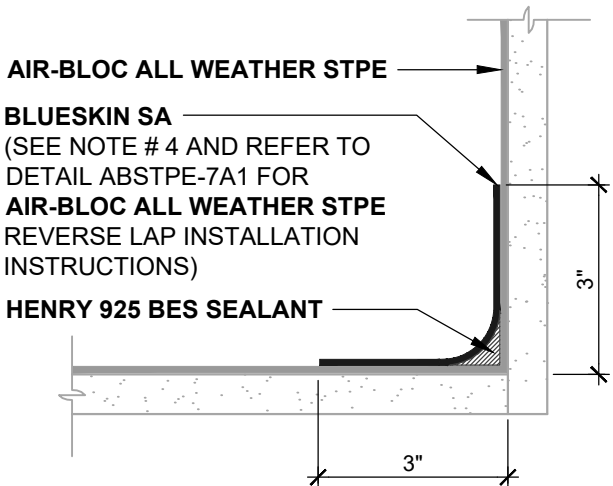 AIR-BLOC ALL WEATHER STPE
BLUESKIN SA
(SEE NOTE # 4 AND REFER TO
DETAIL ABSTPE-7A1 FOR
AIR-BLOC ALL WEATHER STPE
REVERSE LAP INSTALLATION
INSTRUCTIONS)
HENRY 925 BES SEALANT
3"
3"